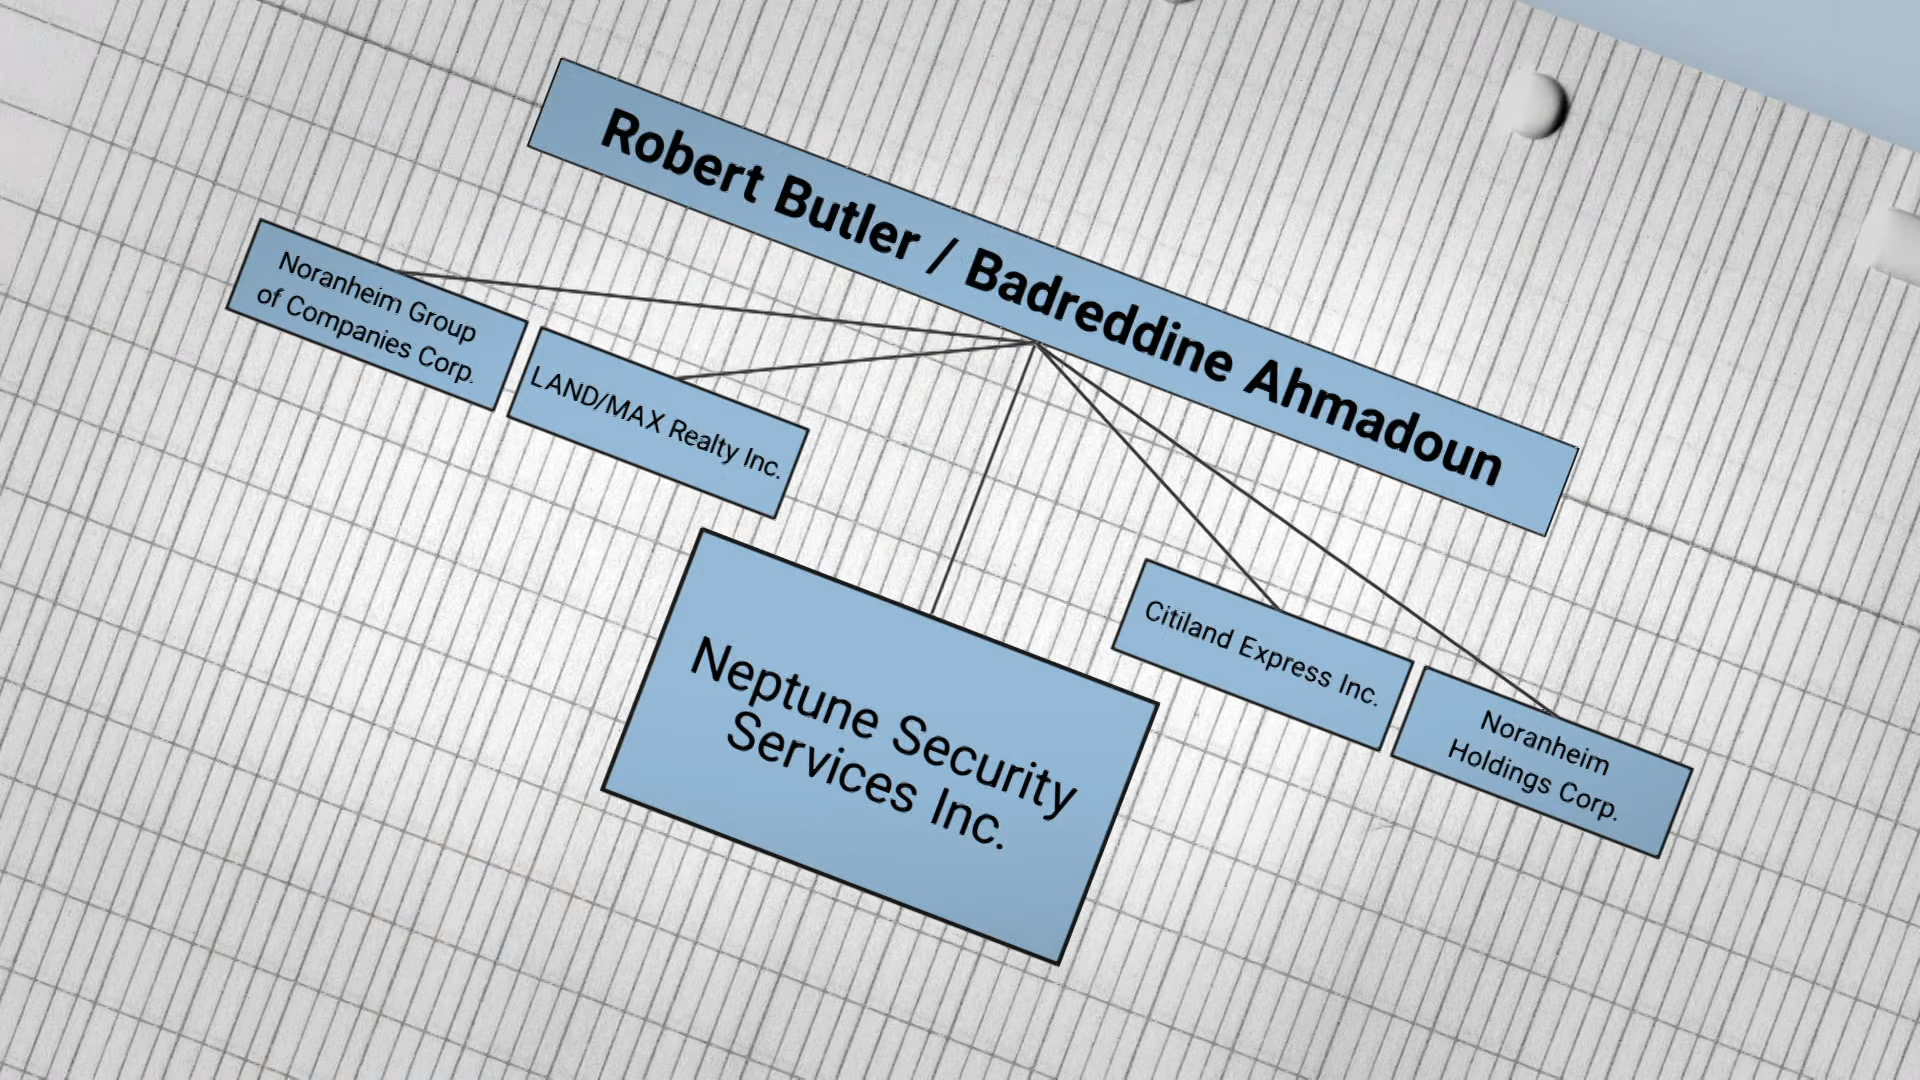 Robert Butler / Badreddine Ahmadoun
Noranheim Group
of Companies Corp.
LAND/MAX Realty Inc.
Neptune Security
Services Inc.
Citiland Express Inc.
Noranheim
Holdings Corp.